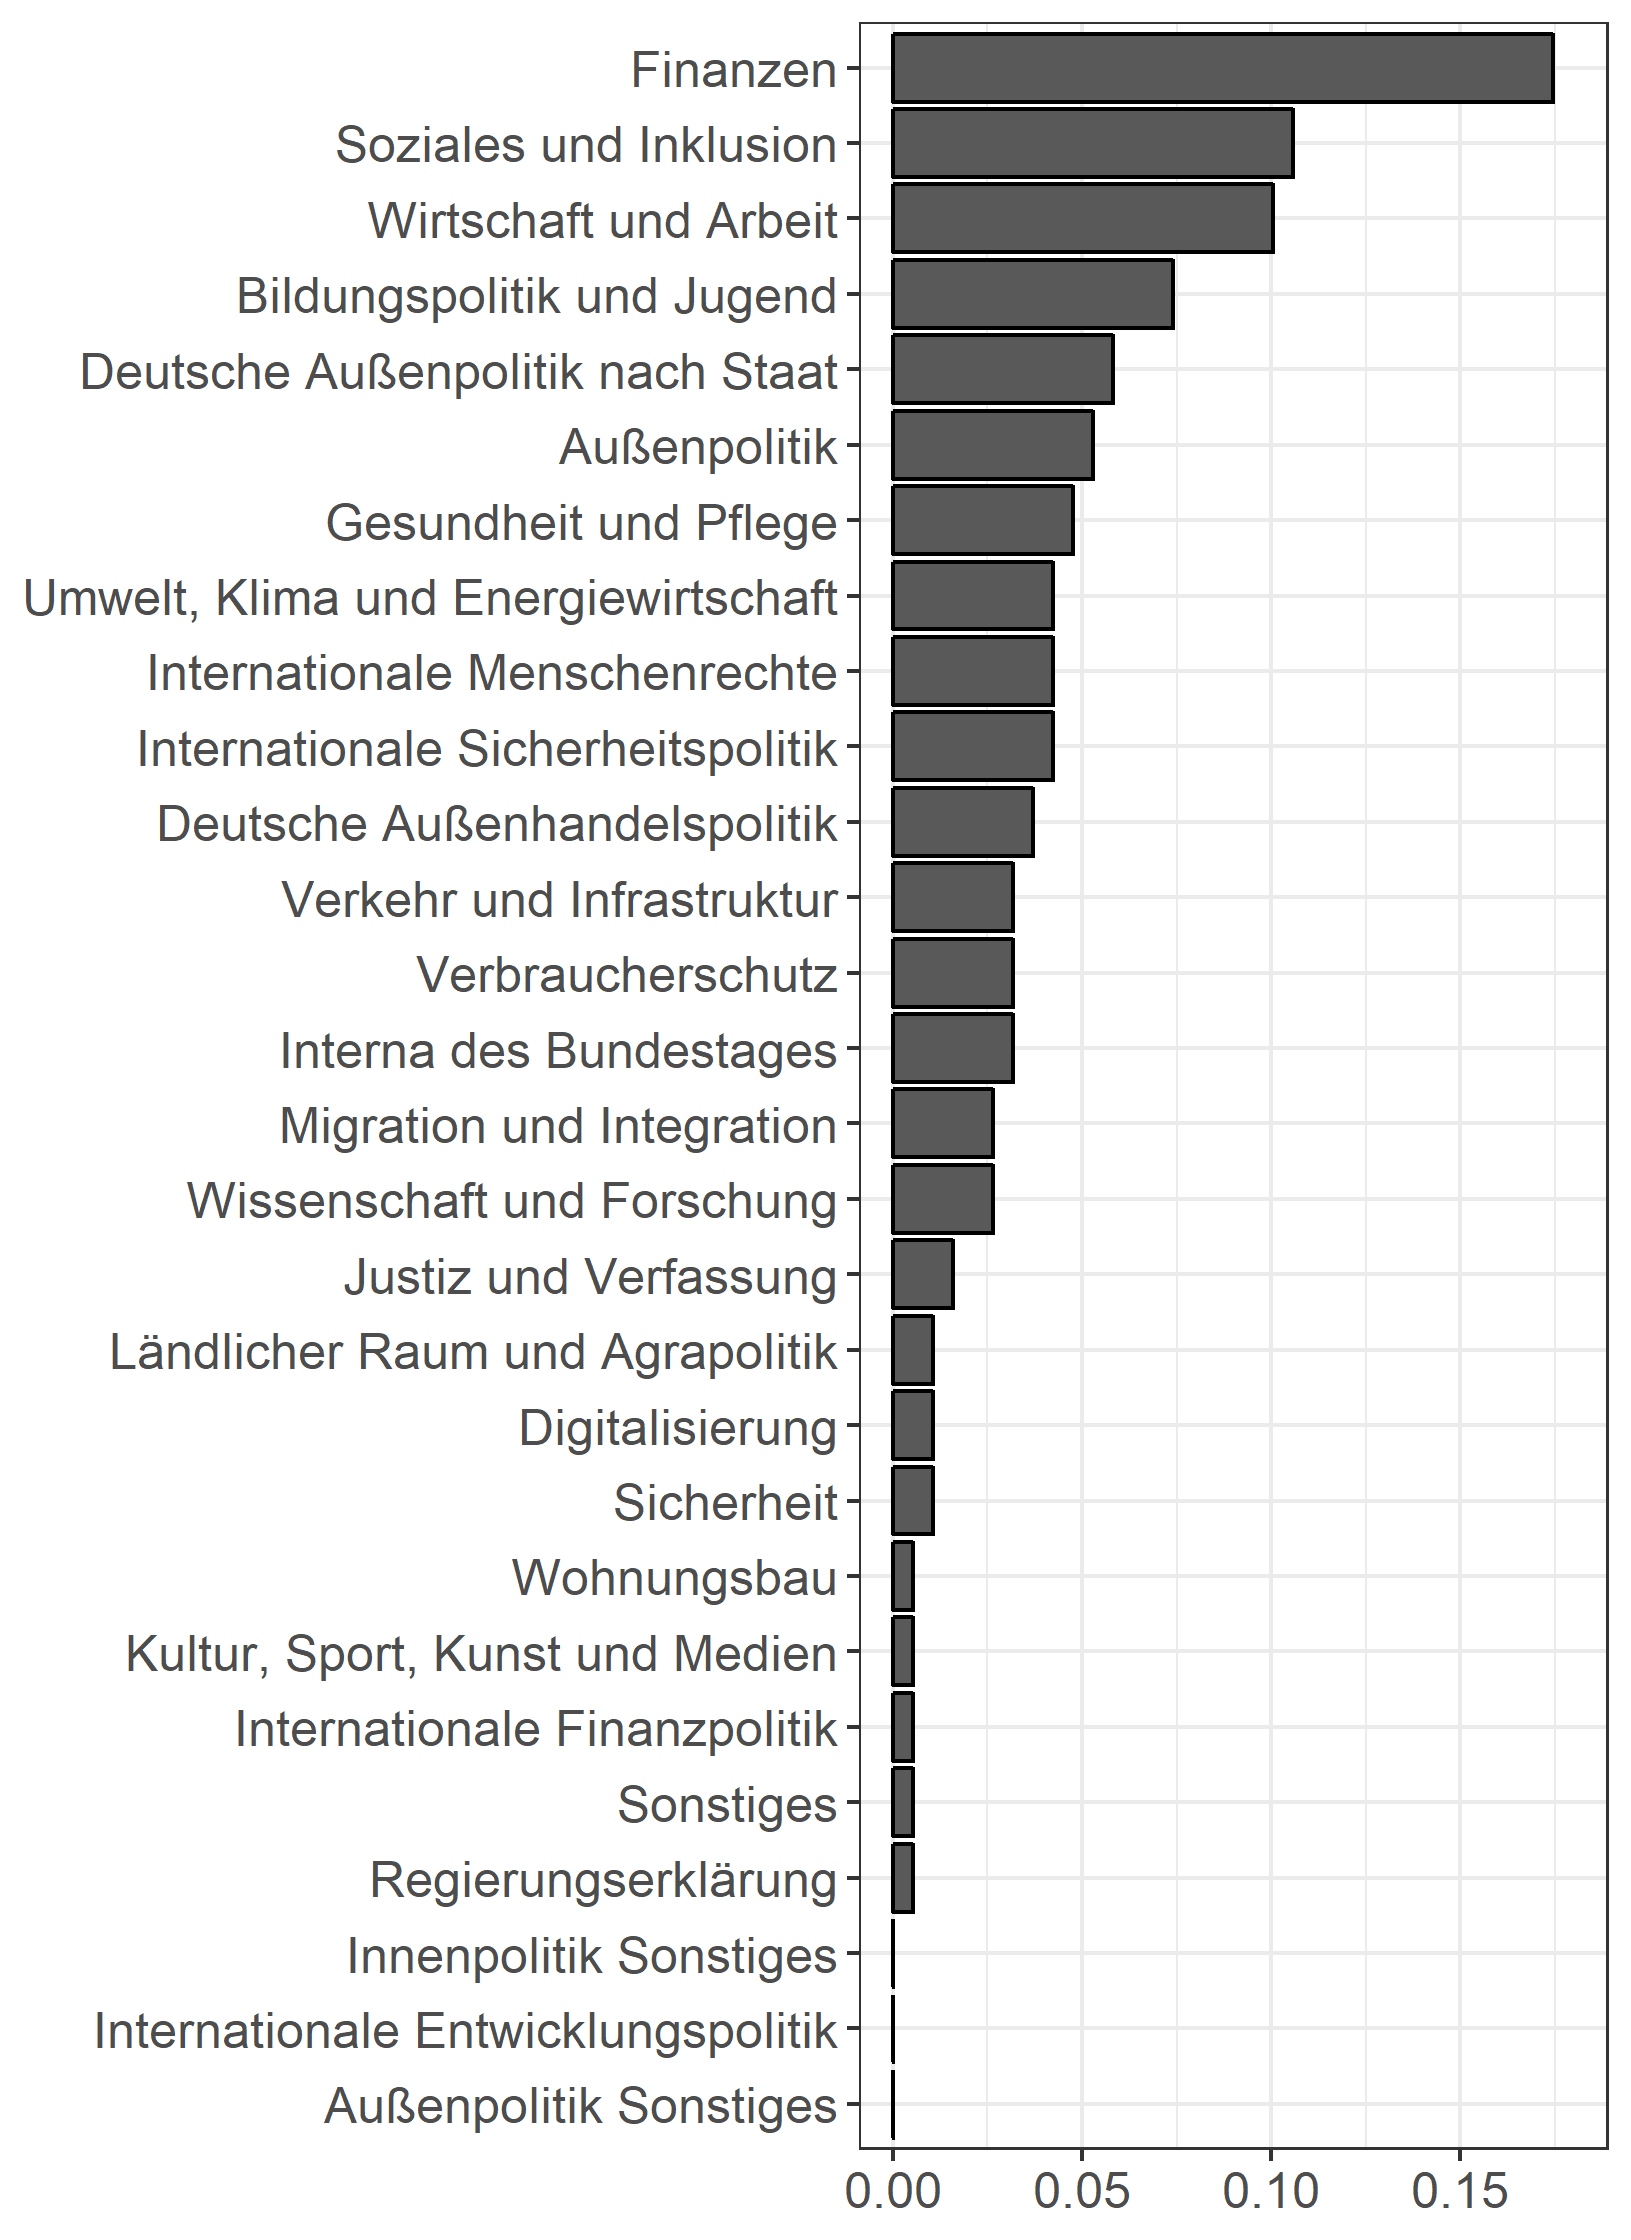 Finanzen
Soziales und Inklusion
Wirtschaft und Arbeit
Bildungspolitik und Jugend
Deutsche Außenpolitik nach Staat
Außenpolitik
Gesundheit und Pflege
Umwelt, Klima und Energiewirtschaft
Internationale Menschenrechte
Internationale Sicherheitspolitik
Deutsche Außenhandelspolitik
Verkehr und Infrastruktur
Verbraucherschutz
Interna des Bundestages
Migration und Integration
Wissenschaft und Forschung
Justiz und Verfassung
Ländlicher Raum und Agrapolitik
Digitalisierung
Sicherheit
Wohnungsbau
Kultur, Sport, Kunst und Medien
Internationale Finanzpolitik
Sonstiges
Regierungserklärung
Innenpolitik Sonstiges
Internationale Entwicklungspolitik
Außenpolitik Sonstiges
0.00 0.05 0.10 0.15